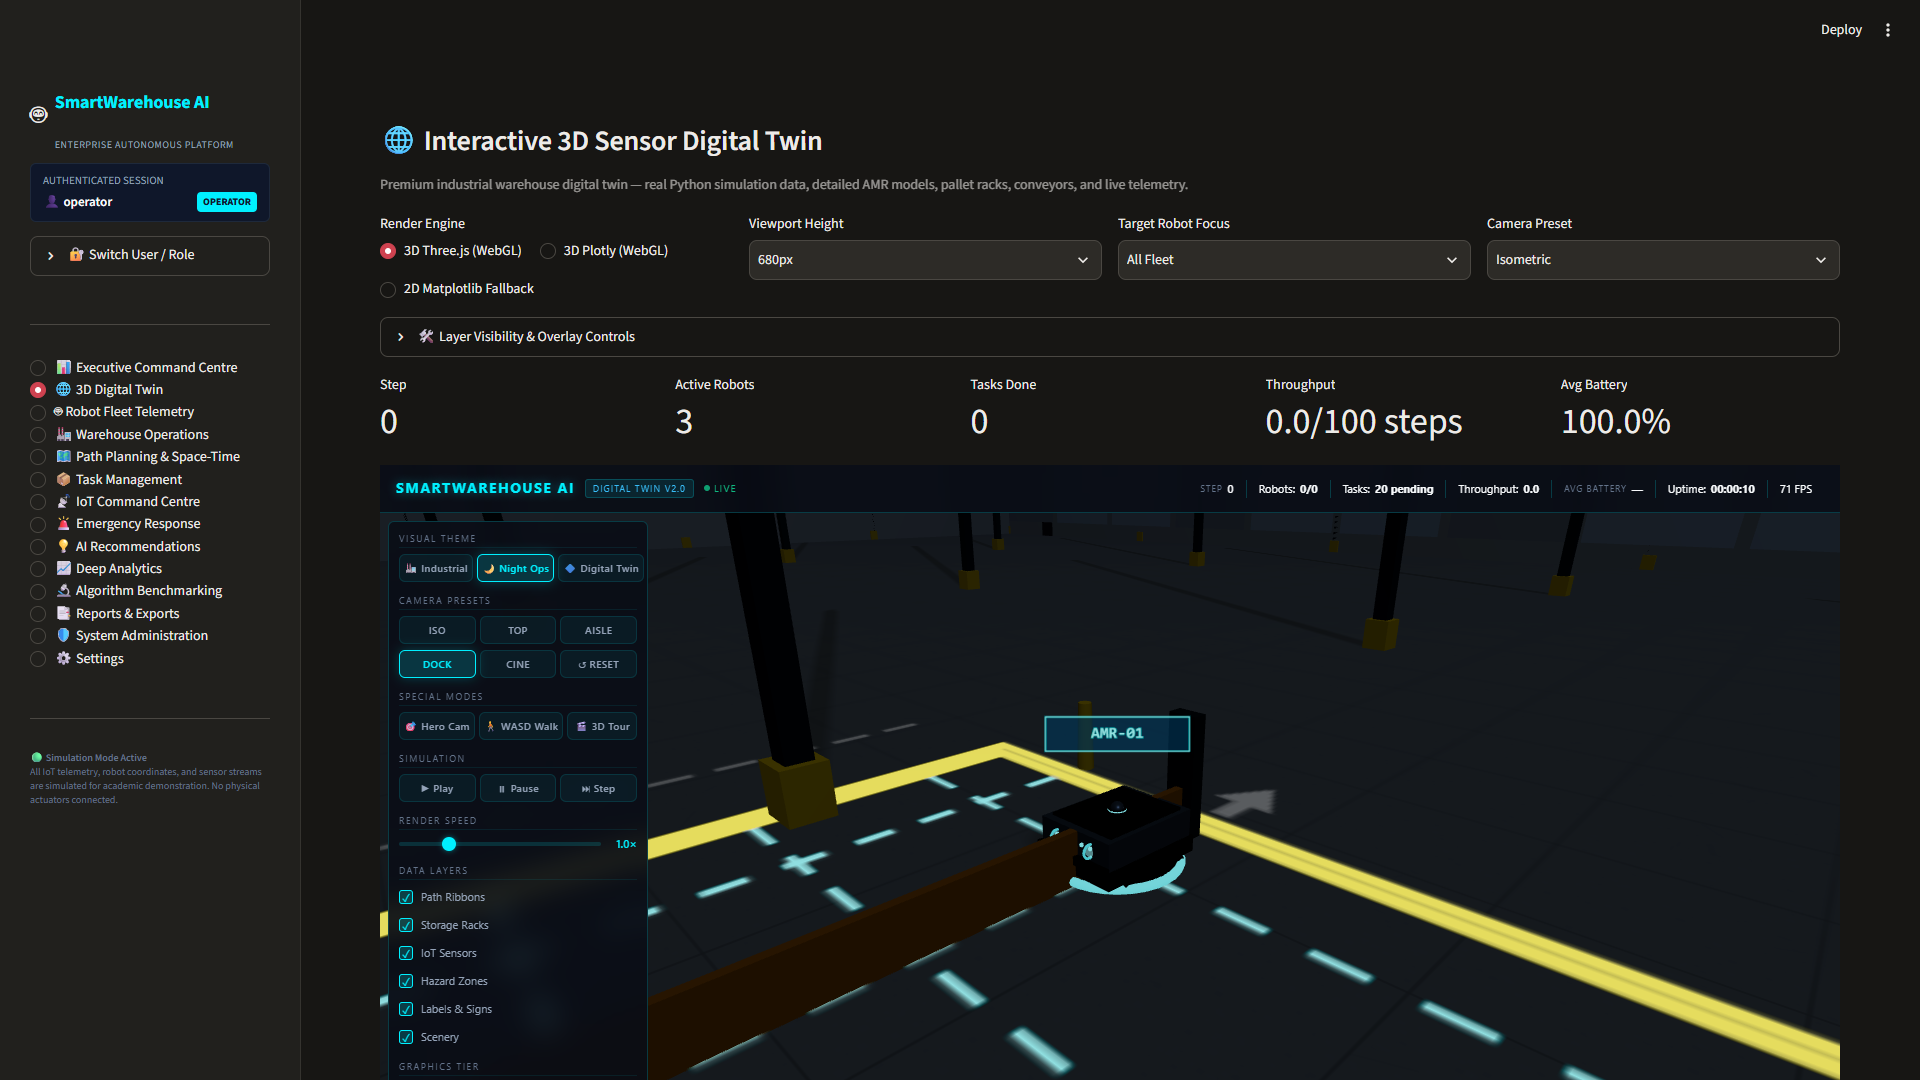 Deploy
SmartWarehouse AI
ENTERPRISE AUTONOMOUS PLATFORM
AUTHENTICATED SESSION
operator
OPERATOR
Switch User / Role
Executive Command Centre
3D Digital Twin
Robot Fleet Telemetry
Warehouse Operations
Path Planning & Space-Time
Task Management
IoT Command Centre
Emergency Response
AI Recommendations
Deep Analytics
Algorithm Benchmarking
Reports & Exports
System Administration
Settings
Simulation Mode Active
All IoT telemetry, robot coordinates, and sensor streams
are simulated for academic demonstration. No physical
actuators connected.
Interactive 3D Sensor Digital Twin
Premium industrial warehouse digital twin — real Python simulation data, detailed AMR models, pallet racks, conveyors, and live telemetry.
Render Engine
3D Three.js (WebGL)
3D Plotly (WebGL)
2D Matplotlib Fallback
Viewport Height
680px
Target Robot Focus
All Fleet
Camera Preset
Isometric
Layer Visibility & Overlay Controls
Step
0
Active Robots
3
Tasks Done
0
Throughput
0.0/100 steps
Avg Battery
100.0%
SMARTWAREHOUSE AI
DIGITAL TWIN V2.0
LIVE
STEP 0
Robots: 0/0
Tasks: 20 pending
Throughput: 0.0
AVG BATTERY —
Uptime: 00:00:10
71 FPS
VISUAL THEME
Industrial
Night Ops
Digital Twin
CAMERA PRESETS
ISO
TOP
AISLE
DOCK
CINE
↺ RESET
SPECIAL MODES
Hero Cam
WASD Walk
3D Tour
SIMULATION
▶ Play
⏸ Pause
⏭ Step
RENDER SPEED
1.0×
DATA LAYERS
Path Ribbons
Storage Racks
IoT Sensors
Hazard Zones
Labels & Signs
Scenery
GRAPHICS TIER
AMR-01